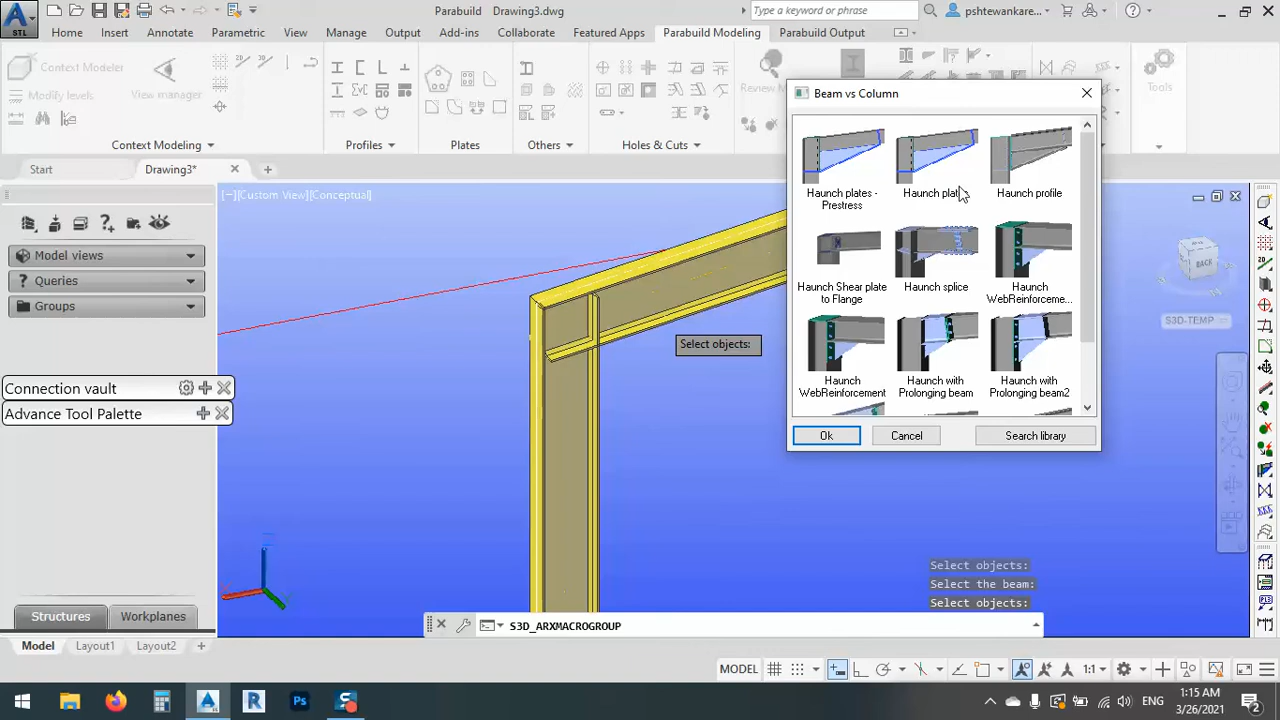 Parabuild   Drawing3.dwg
Type a keyword or phrase
pshtewankare...
STL
Home Insert Annotate Parametric View Manage Output Add-ins Collaborate Featured Apps Parabuild Modeling Parabuild Output
Context Modeler
Modify levels
Review M
Tools
Context Modeling
Profiles
Plates
Others
Holes & Cuts
Start
Drawing3*
[−][Custom View][Conceptual]
Model views
Queries
Groups
Connection vault
Advance Tool Palette
Structures
Workplanes
Beam vs Column
Haunch plates -
Prestress
Haunch
Haunch profile
Haunch Shear plate
to Flange
Haunch splice
Haunch
WebReinforceme...
Haunch
WebReinforcement
Haunch with
Prolonging beam
Haunch with
Prolonging beam2
Ok
Cancel
Search library
Select objects:
BACK
S3D-TEMP
Select objects:
Select the beam:
Select objects:
S3D_ARXMACROGROUP
Model
Layout1
Layout2
MODEL
1:1
ENG
1:15 AM
3/26/2021
2